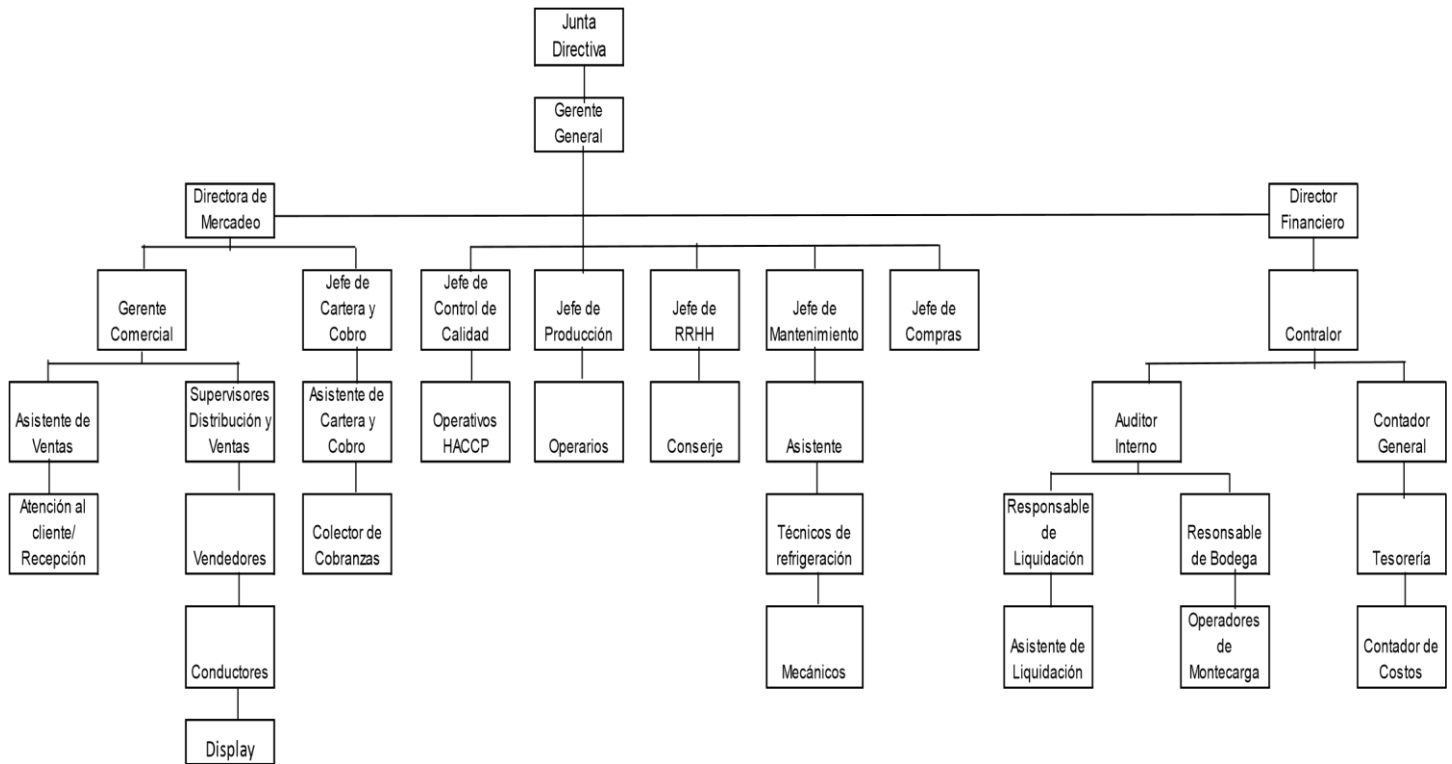 Junta
Directiva
Gerente
General
Directora de
Mercadeo
Director
Financiero
Gerente
Comercial
Jefe de
Cartera y
Cobro
Jefe de
Control de
Calidad
Jefe de
Producción
Jefe de
RRHH
Jefe de
Mantenimiento
Jefe de
Compras
Contralor
Asistente de
Ventas
Supervisores
Distribución y
Ventas
Asistente de
Cartera y
Cobro
Operativos
HACCP
Operarios
Conserje
Asistente
Auditor
Interno
Contador
General
Atención al
cliente/
Recepción
Vendedores
Colector de
Cobranzas
Técnicos de
refrigeración
Responsable
de
Liquidación
Resonsable
de Bodega
Tesorería
Conductores
Mecánicos
Asistente de
Liquidación
Operadores
de
Montecarga
Contador de
Costos
Display